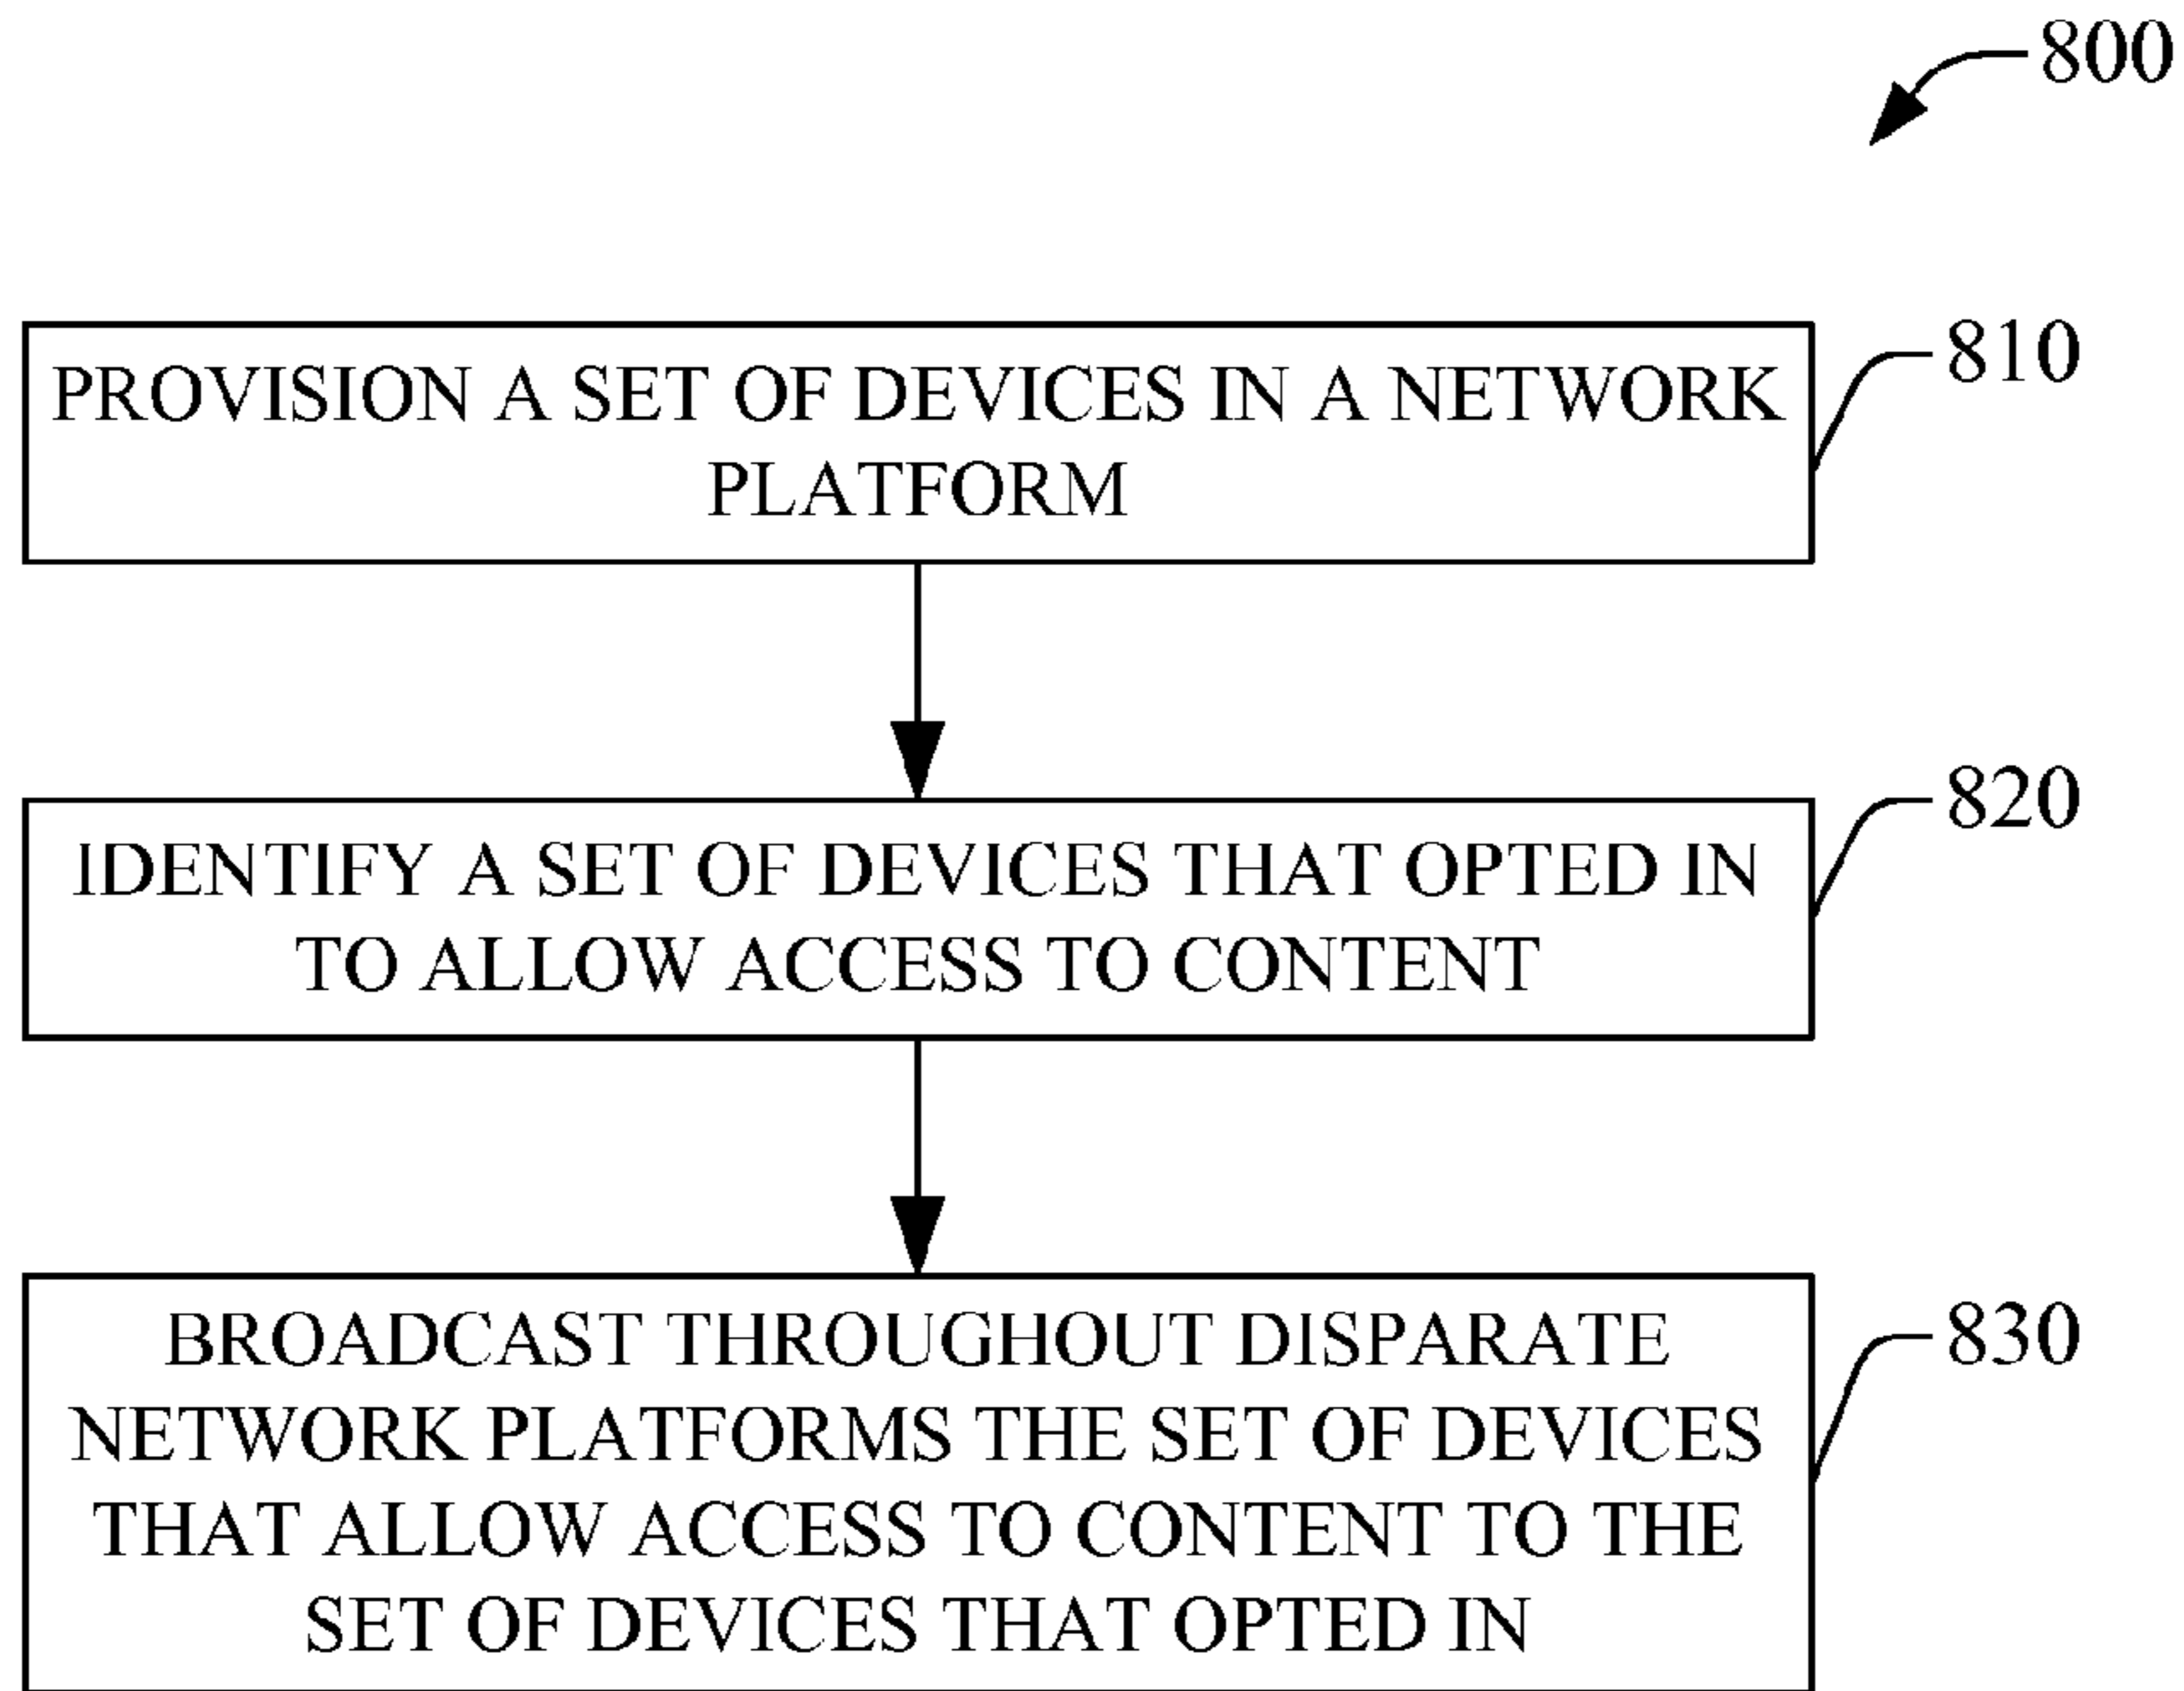 800
PROVISION A SET OF DEVICES IN A NETWORK
PLATFORM
810
IDENTIFY A SET OF DEVICES THAT OPTED IN
TO ALLOW ACCESS TO CONTENT
820
BROADCAST THROUGHOUT DISPARATE
NETWORK PLATFORMS THE SET OF DEVICES
THAT ALLOW ACCESS TO CONTENT TO THE
SET OF DEVICES THAT OPTED IN
830